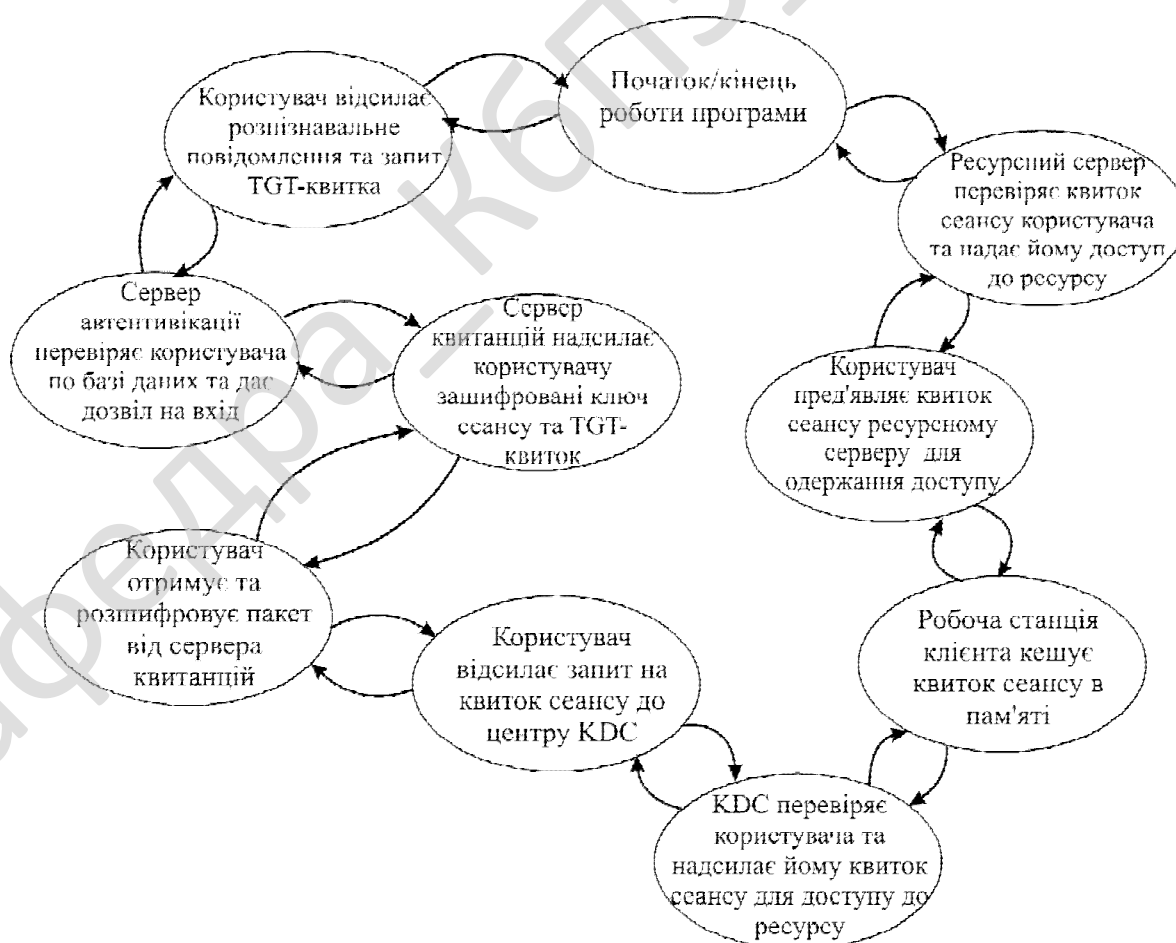 Початок/кінець
роботи програми
Користувач відсилає
розпізнавальне
повідомлення та запит
TGT-квитка
Ресурсний сервер
перевіряє квиток
сеансу користувача
та надає йому доступ
до ресурсу
Сервер
автентивікації
перевіряє користувача
по базі даних та дає
дозвіл на вхід
Сервер
квитанцій надсилає
користувачу
зашифровані ключ
сеансу та TGT-
квиток
Користувач
пред'являє квиток
сеансу ресурсному
серверу для
одержання доступу
Користувач
отримує та
розшифровує пакет
від сервера
квитанцій
Користувач
відсилає запит на
квиток сеансу до
центру KDC
Робоча станція
клієнта кешує
квиток сеансу в
пам'яті
KDC перевіряє
користувача та
надсилає йому квиток
сеансу для доступу до
ресурсу